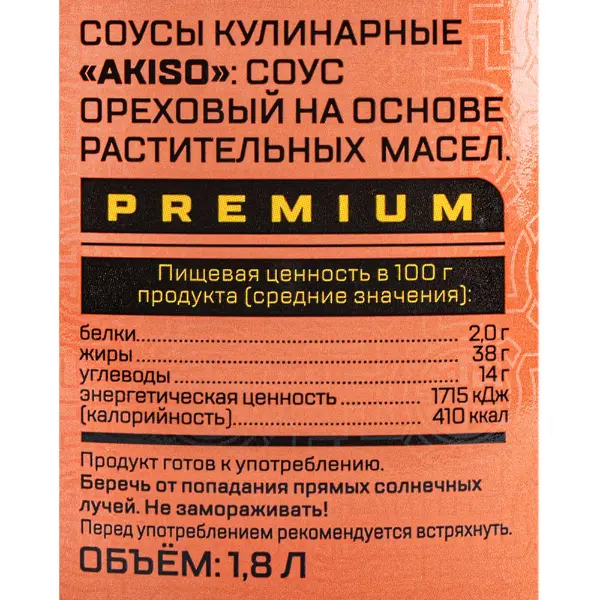 СОУСЫ КУЛИНАРНЫЕ
«AKISO»: СОУС
ОРЕХОВЫЙ НА ОСНОВЕ
РАСТИТЕЛЬНЫХ МАСЕЛ.
PREMIUM
Пищевая ценность в 100 г
продукта (средние значения):
белки..........................................2,0 г
жиры...........................................38 г
углеводы.....................................14 г
энергетическая ценность ............1715 кДж
(калорийность)..........................410 ккал
Продукт готов к употреблению.
Беречь от попадания прямых солнечных
лучей. Не замораживать!
Перед употреблением рекомендуется встряхнуть.
ОБЪЁМ: 1,8 Л